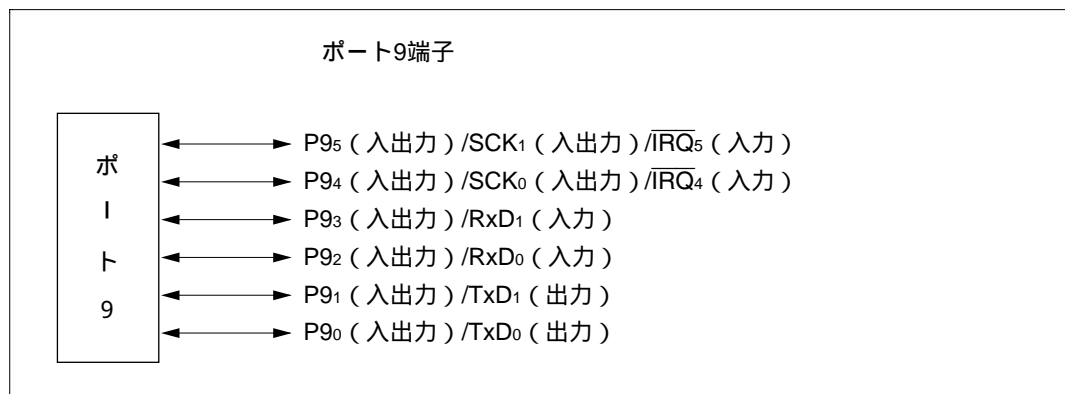 ポート9端子
ポート9
P9₅(入出力)/SCK₁(入出力)/I̅R̅Q̅₅(入力)
P9₄(入出力)/SCK₀(入出力)/I̅R̅Q̅₄(入力)
P9₃(入出力)/RxD₁(入力)
P9₂(入出力)/RxD₀(入力)
P9₁(入出力)/TxD₁(出力)
P9₀(入出力)/TxD₀(出力)